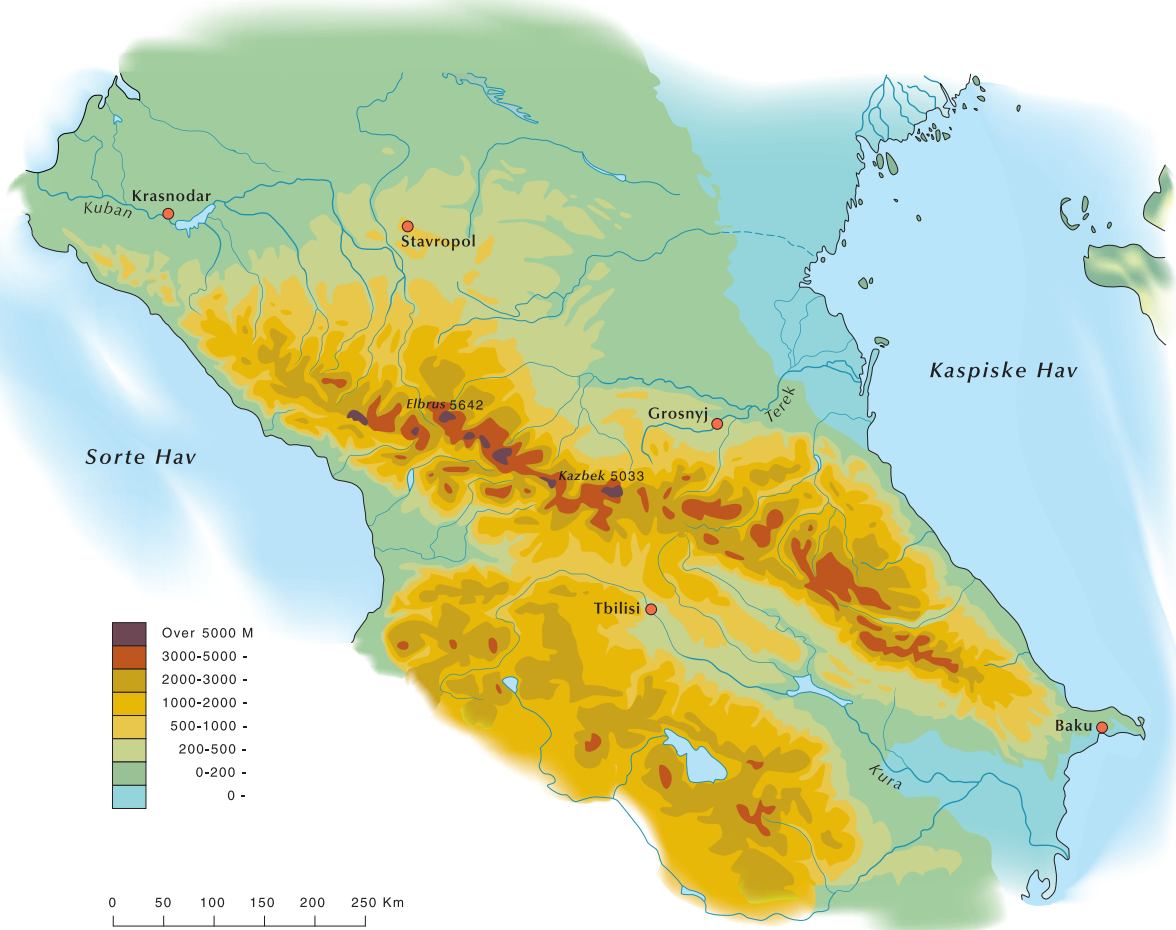 Krasnodar
Kuban
Stavropol
Kaspiske Hav
Elbrus 5642
Grosnyj
Terek
Sorte Hav
Kazbek 5033
Tbilisi
Over 5000 M
3000-5000 -
2000-3000 -
1000-2000 -
500-1000 -
200-500 -
0-200 -
0 -
Baku
Kura
0 50 100 150 200 250 Km